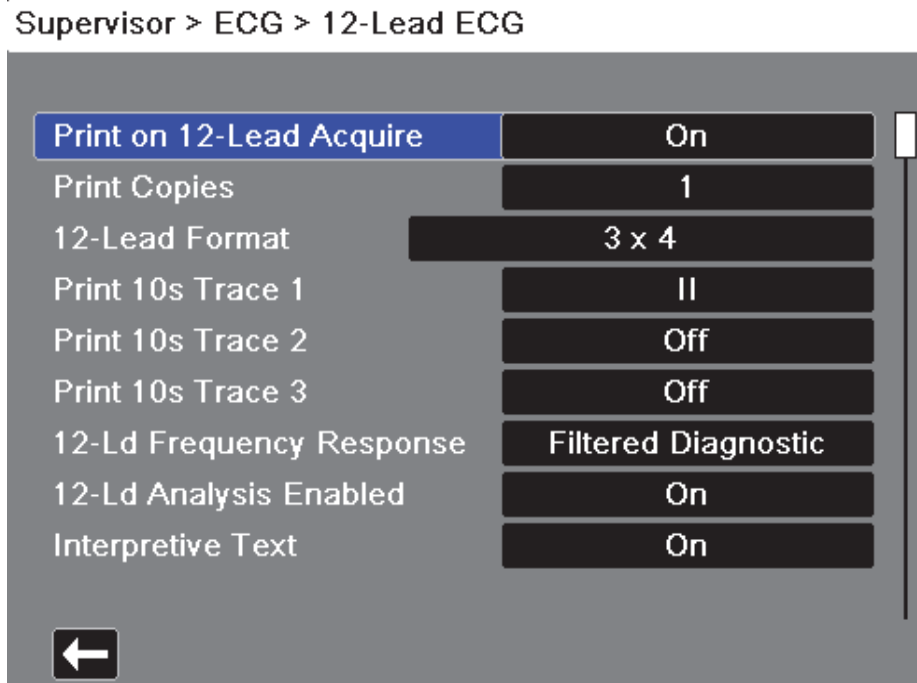 Supervisor > ECG > 12-Lead ECG
Print on 12-Lead Acquire On
Print Copies 1
12-Lead Format 3 x 4
Print 10s Trace 1 II
Print 10s Trace 2 Off
Print 10s Trace 3 Off
12-Ld Frequency Response Filtered Diagnostic
12-Ld Analysis Enabled On
Interpretive Text On